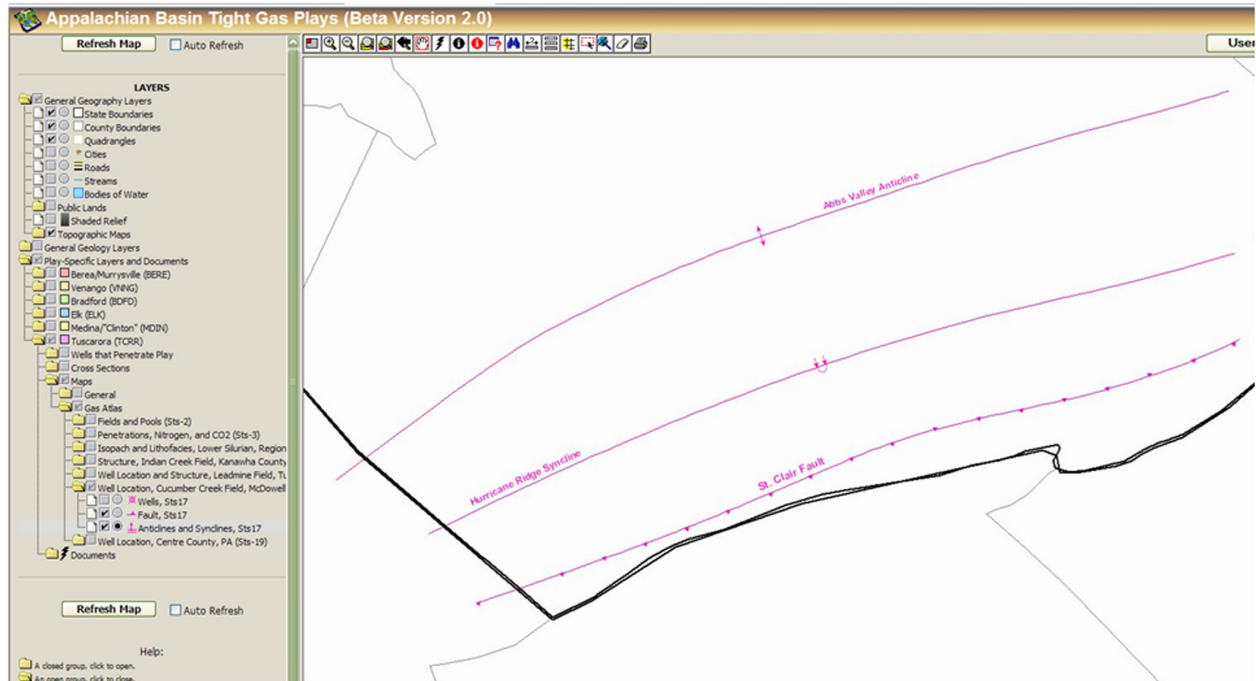 Appalachian Basin Tight Gas Plays (Beta Version 2.0)
Refresh Map
Auto Refresh
User
LAYERS
General Geography Layers
State Boundaries
County Boundaries
Quadrangles
Cities
Roads
Streams
Bodies of Water
Public Lands
Shaded Relief
Topographic Maps
General Geology Layers
Play-Specific Layers and Documents
Berea/Murrysville (BERE)
Venango (VNNG)
Bradford (BDFD)
Elk (ELK)
Medina/"Clinton" (MDIN)
Tuscarora (TCRR)
Wells that Penetrate Play
Cross Sections
Maps
General
Gas Atlas
Fields and Pools (Sts-2)
Penetrations, Nitrogen, and CO2 (Sts-3)
Isopach and Lithofacies, Lower Silurian, Region
Structure, Indian Creek Field, Kanawha County
Well Location and Structure, Leadmine Field, Tu
Well Location, Cucumber Creek Field, McDowell
Wells, Sts17
Fault, Sts17
Anticlines and Synclines, Sts17
Well Location, Centre County, PA (Sts-19)
Documents
Refresh Map
Auto Refresh
Help:
A closed group, click to open.
An open group, click to close.
Abbs Valley Anticline
Hurricane Ridge Syncline
St. Clair Fault